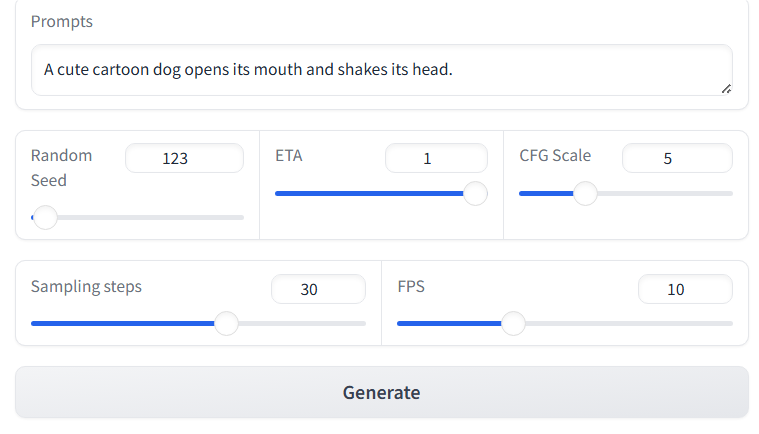 Prompts
A cute cartoon dog opens its mouth and shakes its head.
Random Seed
123
ETA
1
CFG Scale
5
Sampling steps
30
FPS
10
Generate